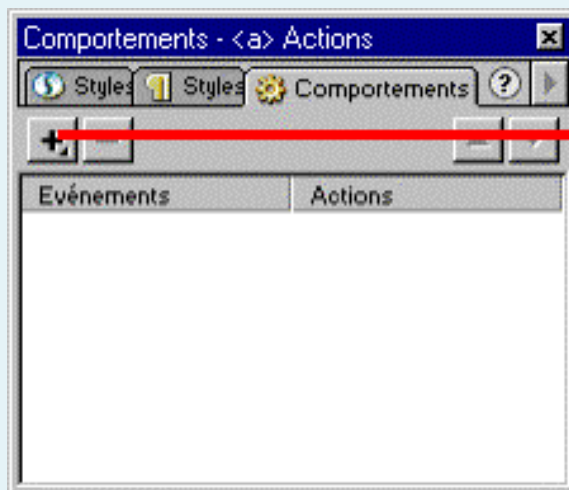 Comportements - <a> Actions
Styles Styles Comportements ?
Evénements Actions